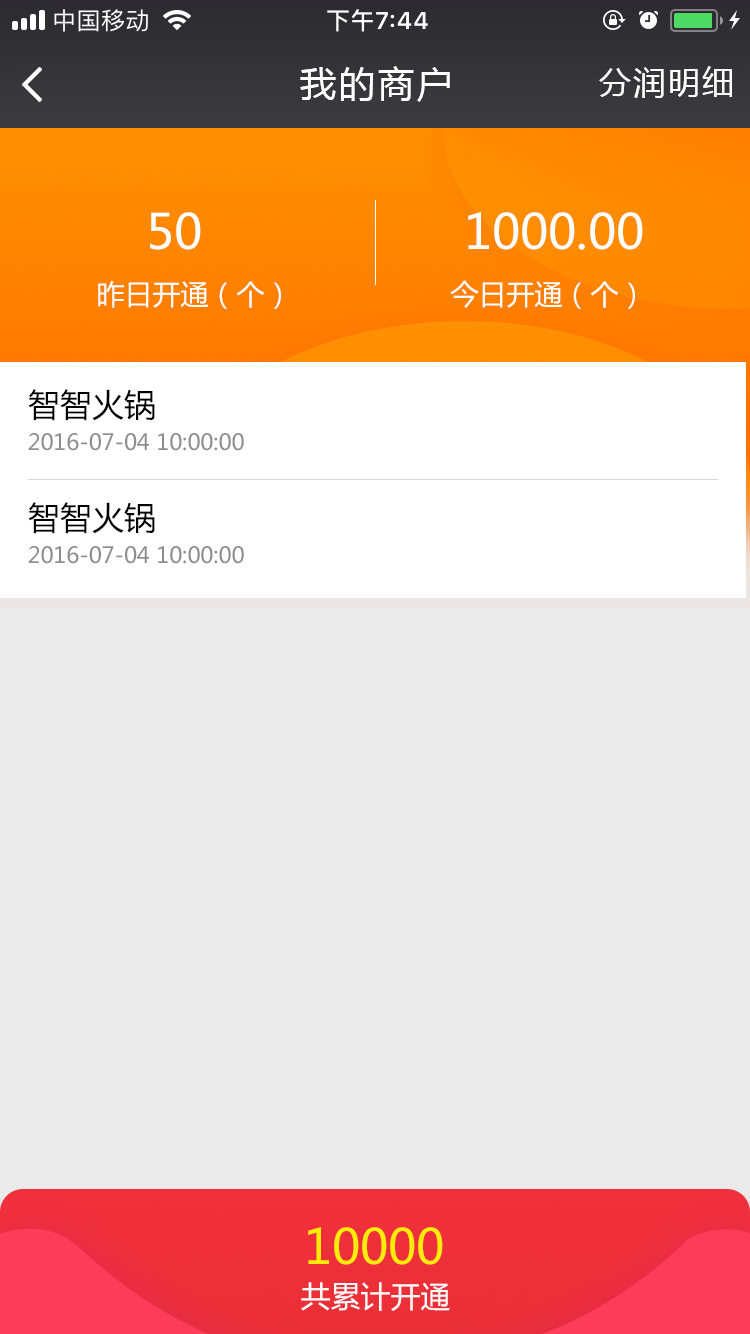 中国移动 下午7:44
我的商户 分润明细
50 1000.00
昨日开通（个） 今日开通（个）
智智火锅
2016-07-04 10:00:00
智智火锅
2016-07-04 10:00:00
10000
共累计开通